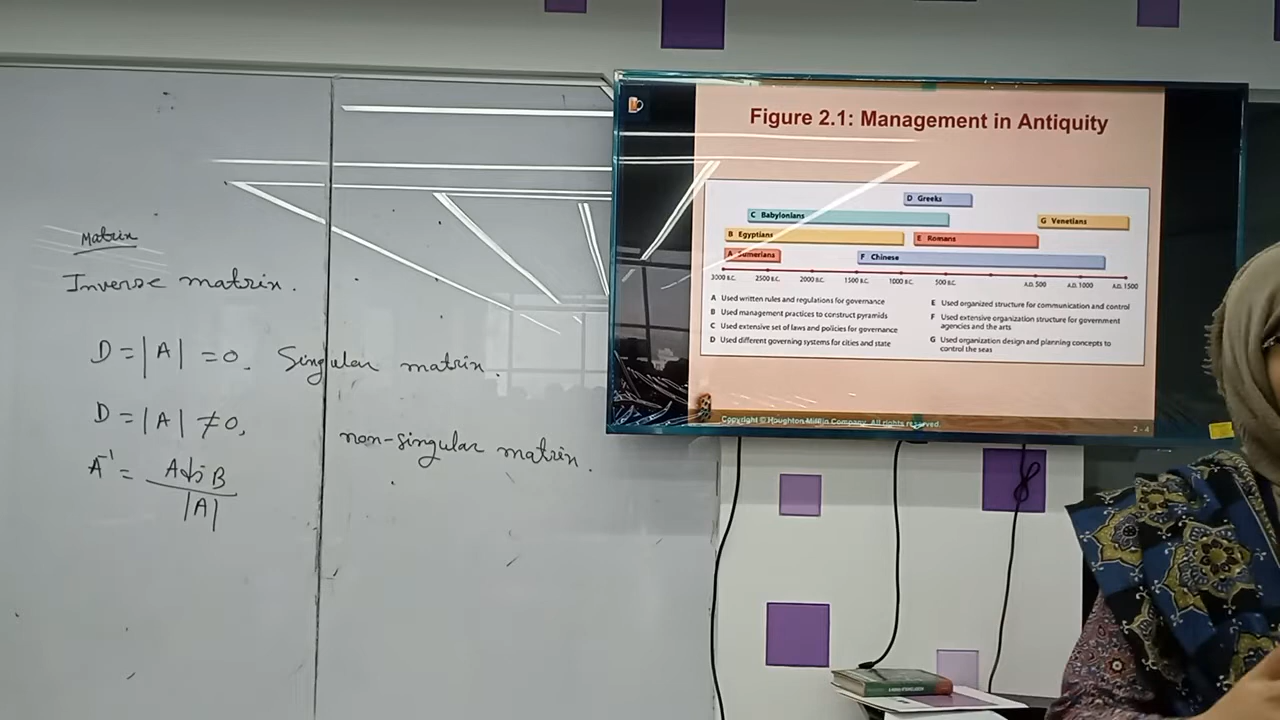 Matrix
Inverse matrix.
D = |A| = 0. Singular matrix.
D = |A| ≠ 0,
non-singular matrix.
A⁻¹ = Adj B
|A|
Figure 2.1: Management in Antiquity
D Greeks
C Babylonians
G Venetians
B Egyptians
E Romans
A Sumerians
F Chinese
3000 B.C. 2500 B.C. 2000 B.C. 1500 B.C. 1000 B.C. 500 B.C. A.D. 500 A.D. 1000 A.D. 1500
A Used written rules and regulations for governance
B Used management practices to construct pyramids
C Used extensive set of laws and policies for governance
D Used different governing systems for cities and state
E Used organized structure for communication and control
F Used extensive organization structure for government
agencies and the arts
G Used organization design and planning concepts to
control the seas
Copyright © Houghton Mifflin Company. All rights reserved.
2 - 4